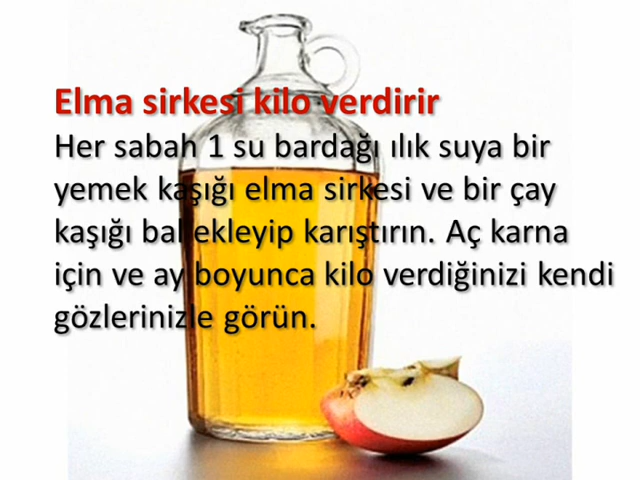 Elma sirkesi kilo verdirir
Her sabah 1 su bardağı ılık suya bir
yemek kaşığı elma sirkesi ve bir çay
kaşığı bal ekleyip karıştırın. Aç karna
için ve ay boyunca kilo verdiğinizi kendi
gözlerinizle görün.